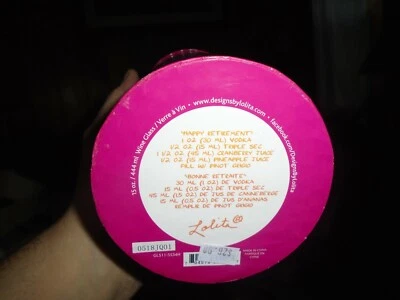 www.designsbylolita.com • facebook.com/DesignsByLolita
15 oz / 444 ml Wine Glass / Verre à Vin
"HAPPY RETIREMENT"
1 OZ (30 ML) VODKA
1/2 OZ (15 ML) TRIPLE SEC
1 1/2 OZ (45 ML) CRANBERRY JUICE
1/2 OZ (15 ML) PINEAPPLE JUICE
FILL W/ PINOT GRIGIO
"BONNE RETRAITE"
30 ML (1 OZ) DE VODKA
15 ML (0.5 OZ) DE TRIPLE SEC
45 ML (1.5 OZ) DE JUS DE CANNEBERGE
15 ML (0.5 OZ) DE JUS D'ANANAS
REMPLIR DE PINOT GRIGIO
Lolita
0518JQ01